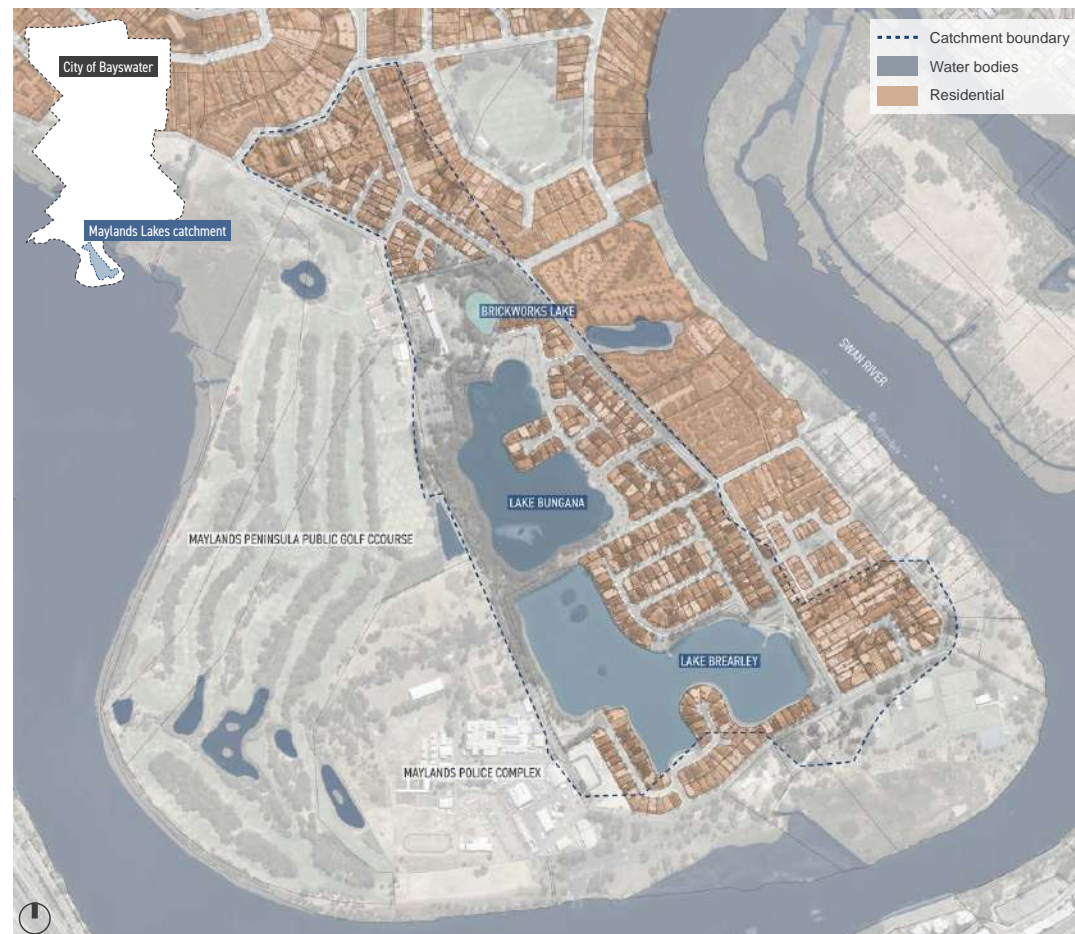 City of Bayswater
Maylands Lakes catchment
Catchment boundary
Water bodies
Residential
BRICKWORKS LAKE
SWAN RIVER
LAKE BUNGANA
MAYLANDS PENINSULA PUBLIC GOLF CCOURSE
LAKE BREARLEY
MAYLANDS POLICE COMPLEX